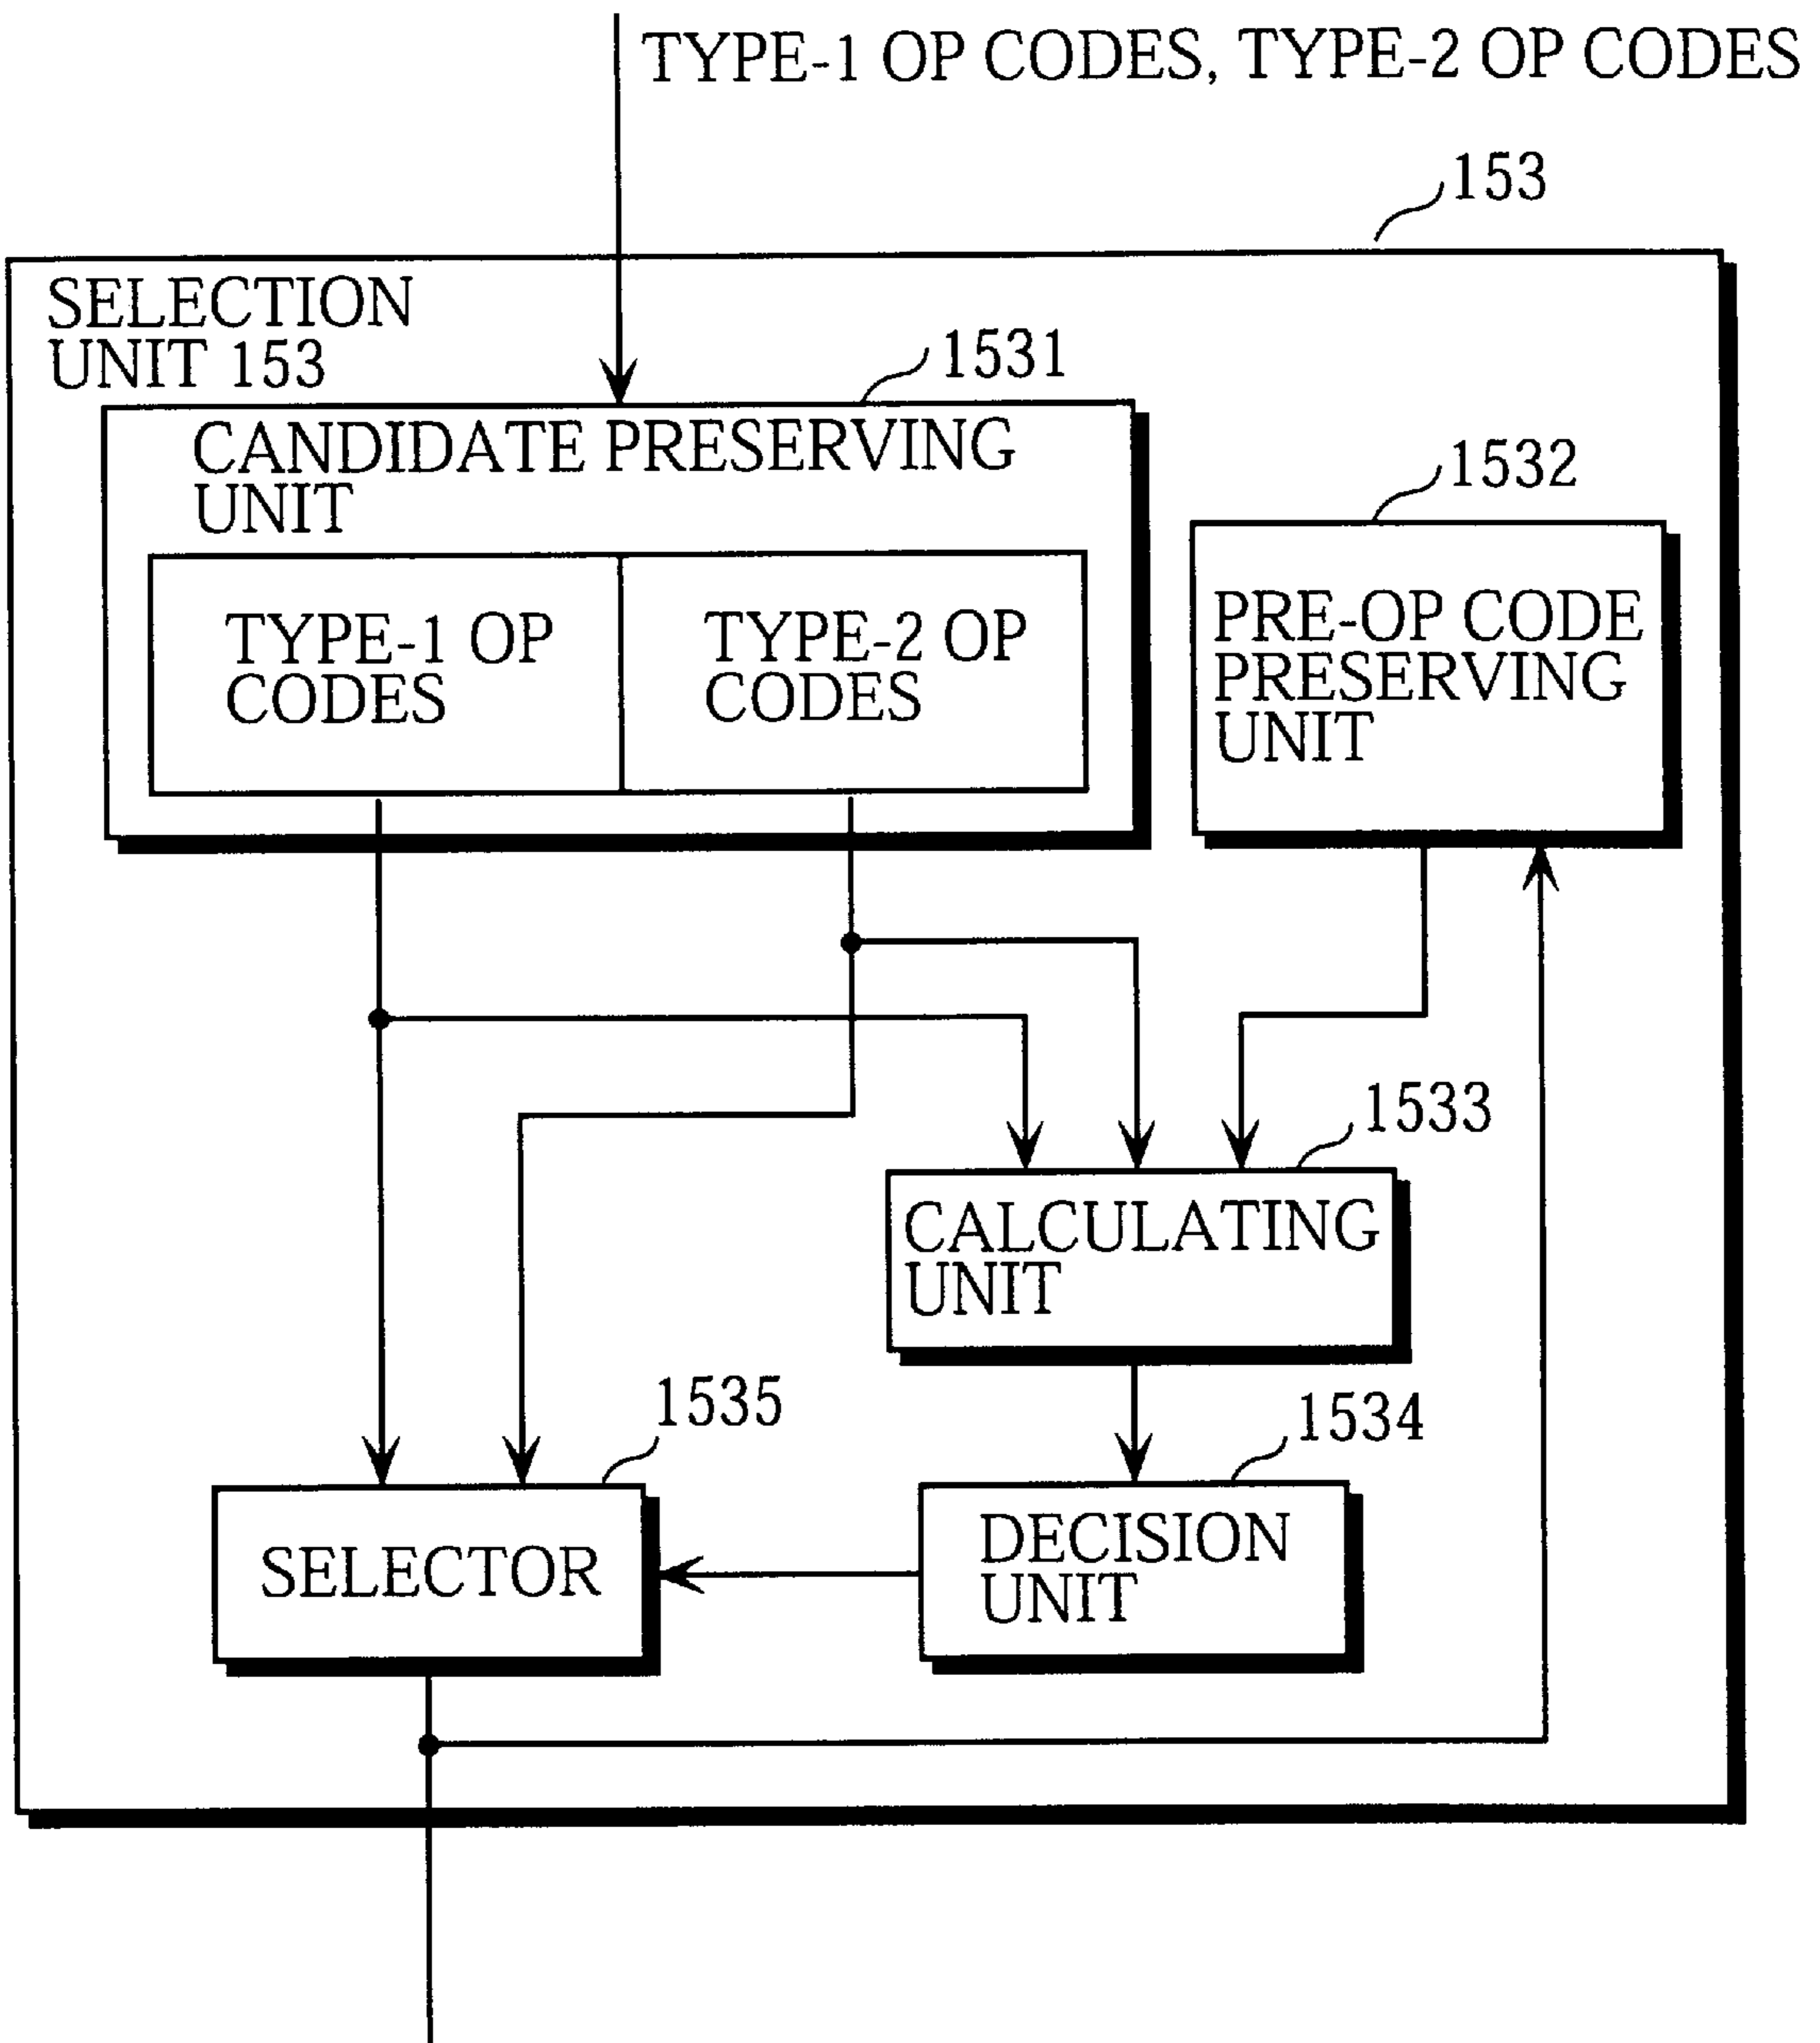 TYPE-1 OP CODES, TYPE-2 OP CODES
153
SELECTION
UNIT 153
1531
CANDIDATE PRESERVING
UNIT
1532
TYPE-1 OP
CODES
TYPE-2 OP
CODES
PRE-OP CODE
PRESERVING
UNIT
1533
CALCULATING
UNIT
1535
1534
SELECTOR
DECISION
UNIT